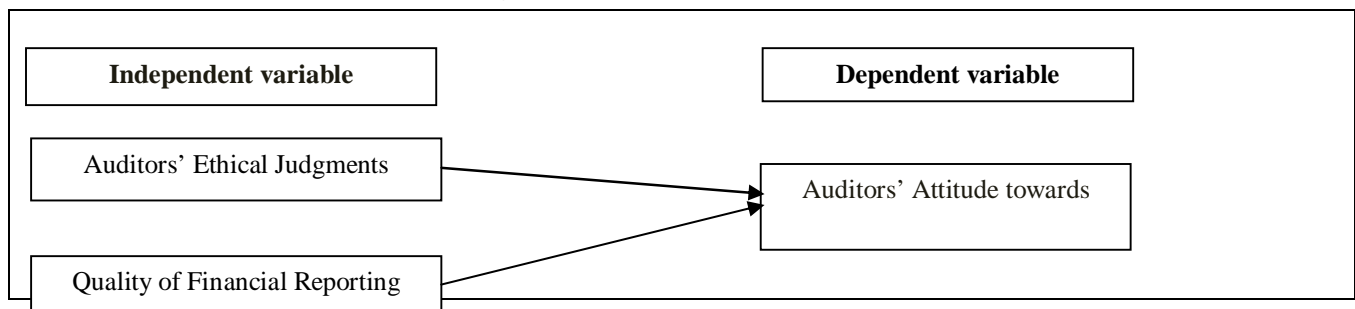 Independent variable
Dependent variable
Auditors’ Ethical Judgments
Auditors’ Attitude towards
Quality of Financial Reporting